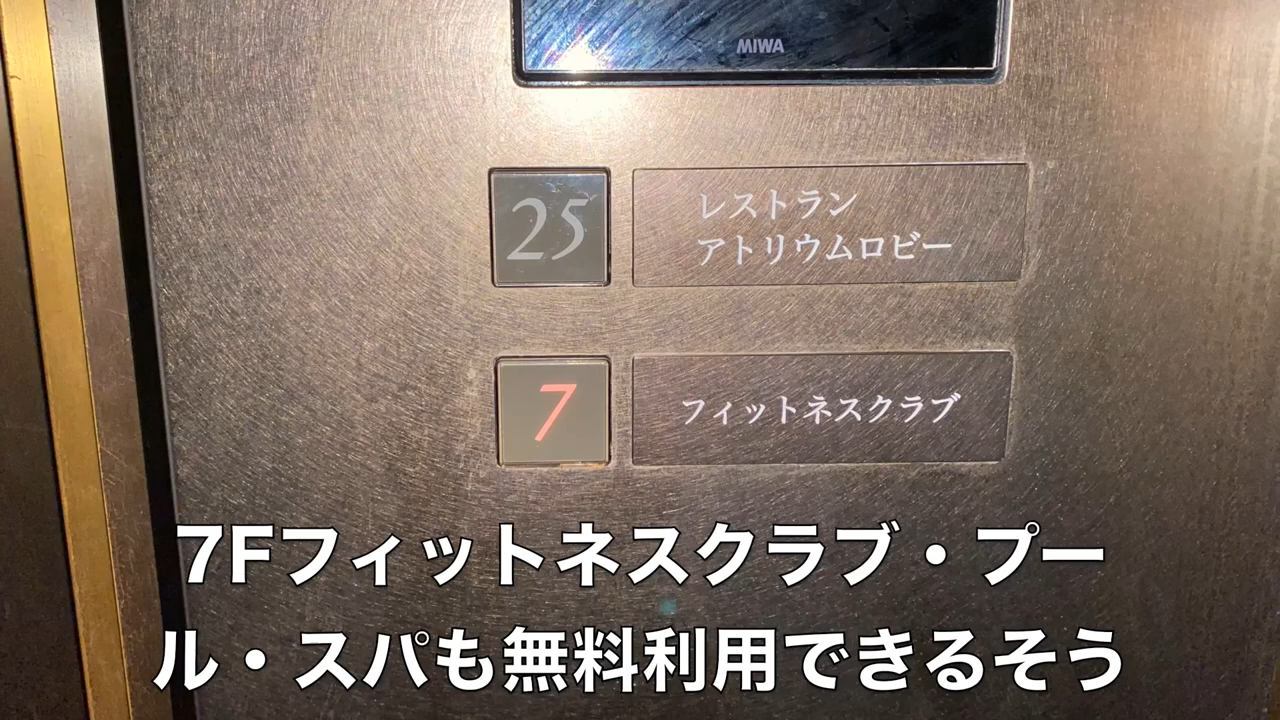 MIWA
25
レストラン
アトリウムロビー
7
フィットネスクラブ
7Fフィットネスクラブ・プー
ル・スパも無料利用できるそう